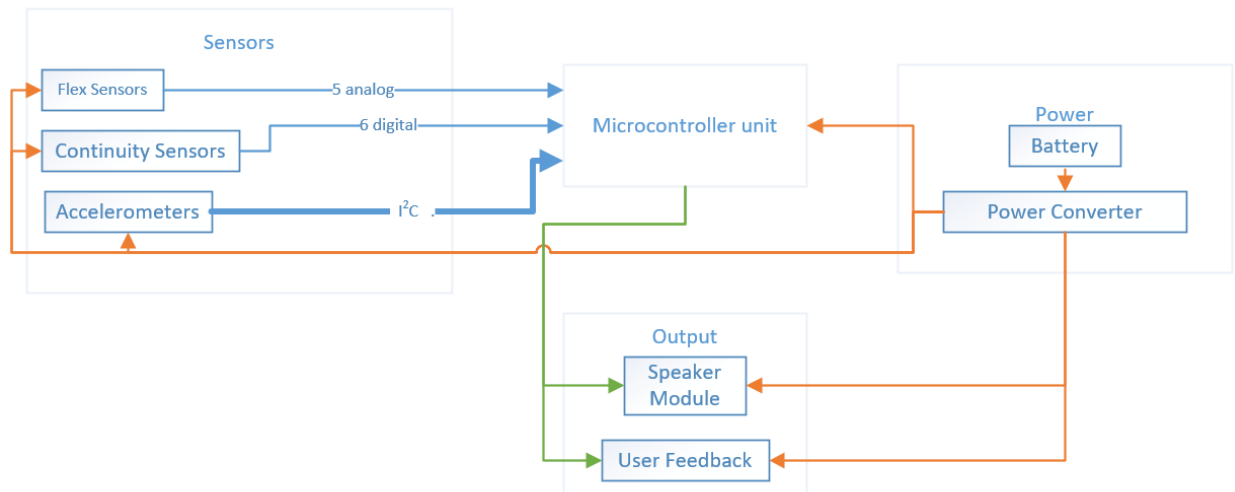 Sensors
Flex Sensors
5 analog
Continuity Sensors
6 digital
Accelerometers
I²C .
Microcontroller unit
Power
Battery
Power Converter
Output
Speaker
Module
User Feedback